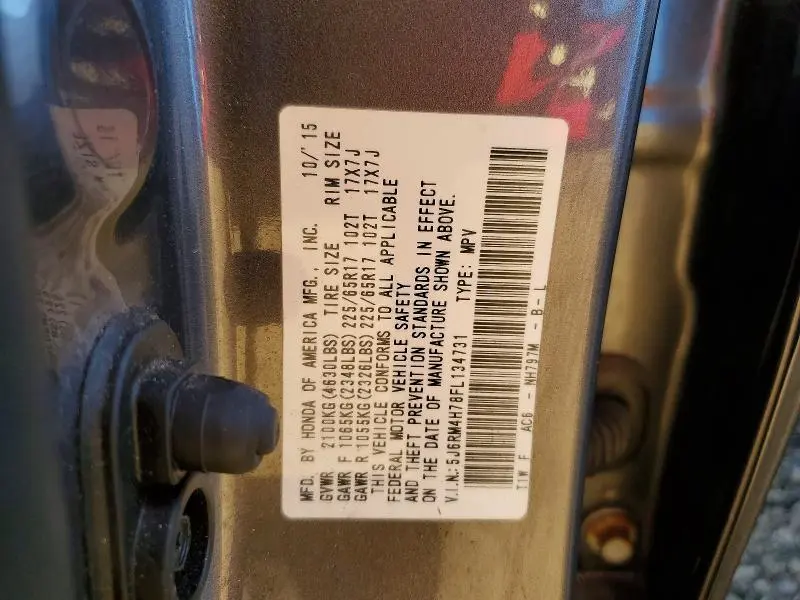 MFD. BY HONDA OF AMERICA MFG., INC. 10/'15
GVWR 2100KG(4630LBS) TIRE SIZE RIM SIZE
GAWR F 1065KG(2348LBS) 225/65R17 102T 17X7J
GAWR R 1055KG(2326LBS) 225/65R17 102T 17X7J
THIS VEHICLE CONFORMS TO ALL APPLICABLE
FEDERAL MOTOR VEHICLE SAFETY
AND THEFT PREVENTION STANDARDS IN EFFECT
ON THE DATE OF MANUFACTURE SHOWN ABOVE.
V.I.N.:5J6RM4H78FL134731 TYPE: MPV
T1W F AC6 - NH797M - B - L